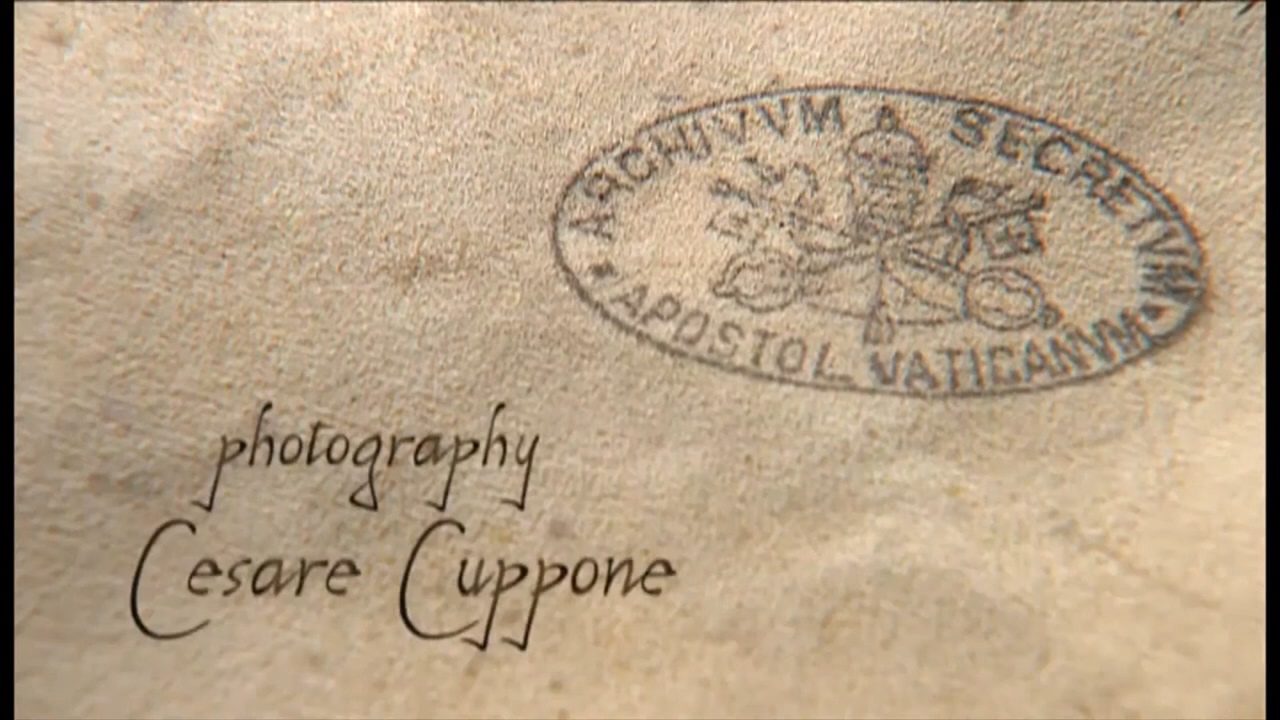 ARCHIVVM SECRETVM
APOSTOL. VATICANVM
photography
Cesare Cuppone